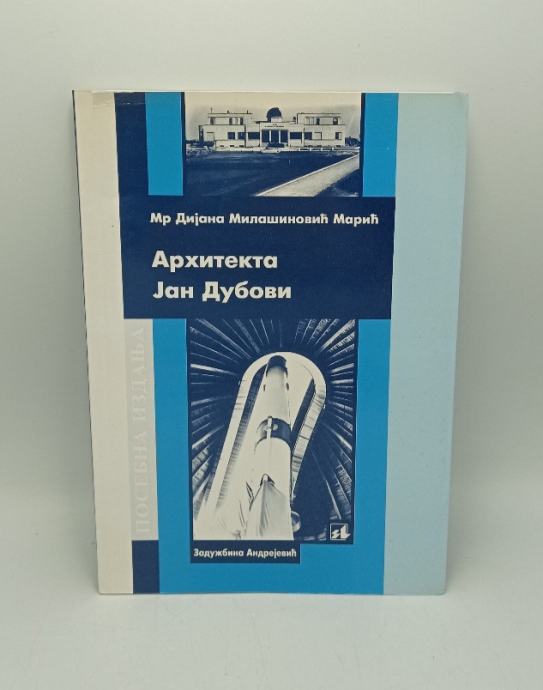 Мр Дијана Милашиновић Марић
Архитекта
Јан Дубови
ПОСЕБНА ИЗДАЊА
Задужбина Андрејевић